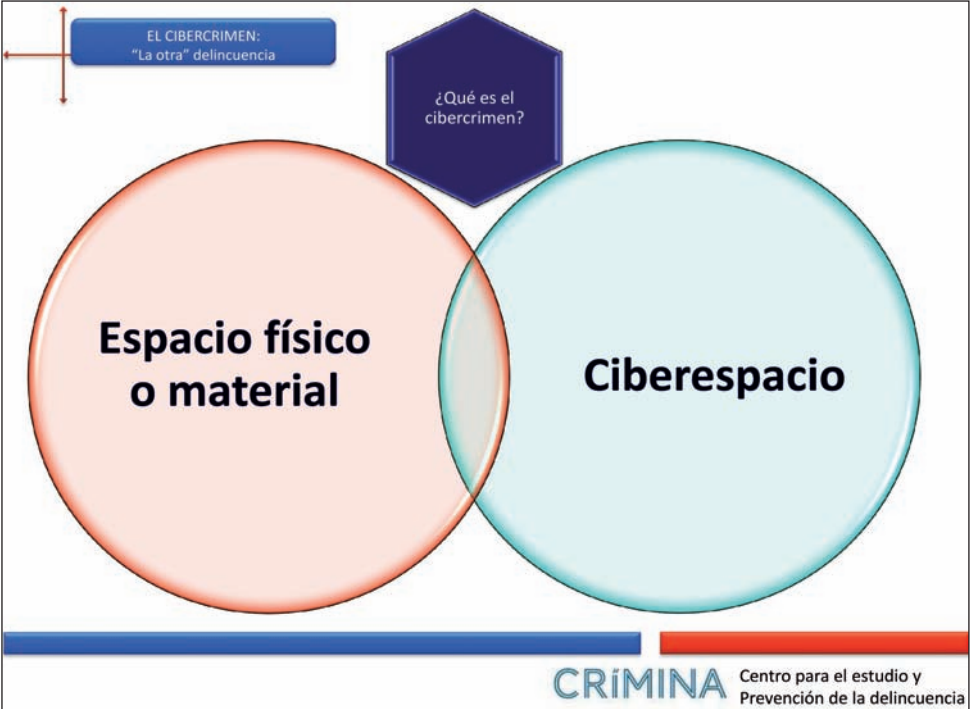 EL CIBERCRIMEN:
“La otra” delincuencia
¿Qué es el
cibercrimen?
Espacio físico
o material
Ciberespacio
CRíMINA
Centro para el estudio y
Prevención de la delincuencia